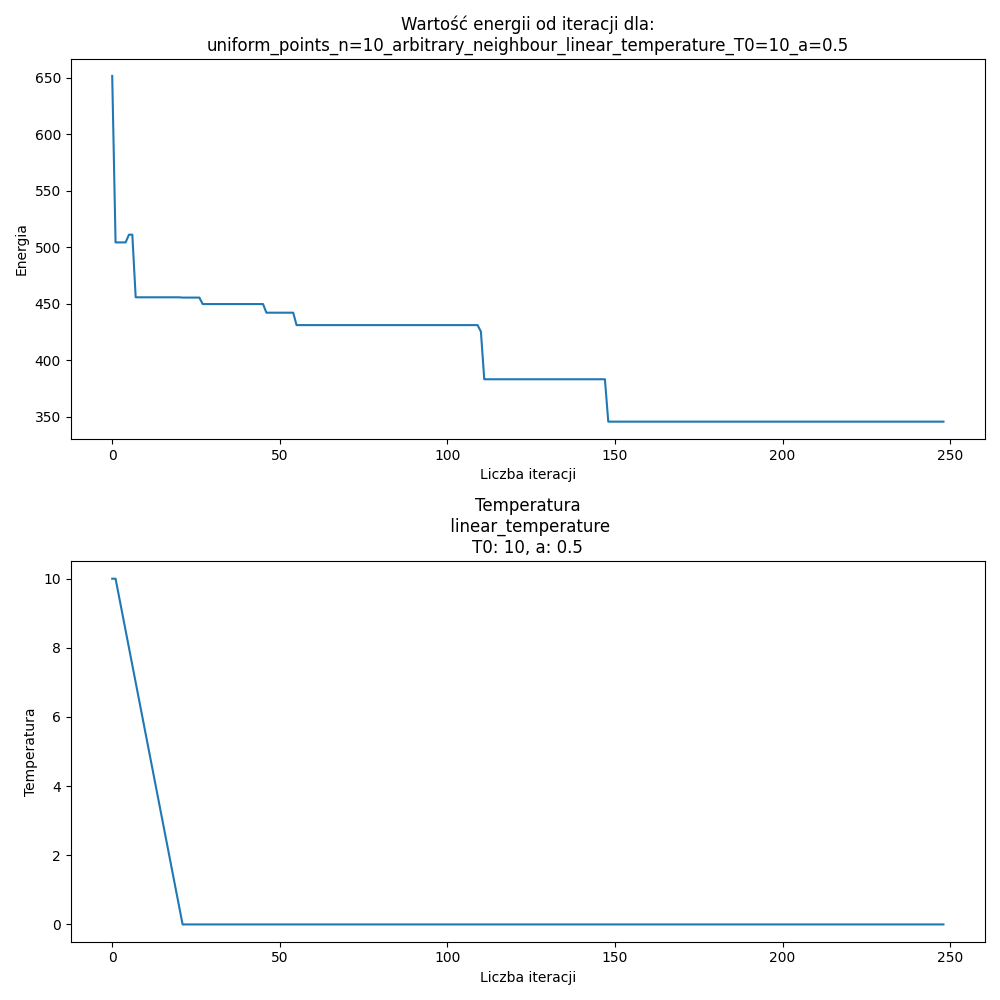 Wartość energii od iteracji dla:
uniform_points_n=10_arbitrary_neighbour_linear_temperature_T0=10_a=0.5
650
600
550
500
450
400
350
Energia
0 50 100 150 200 250
Liczba iteracji
Temperatura
linear_temperature
T0: 10, a: 0.5
10
8
6
4
2
0
Temperatura
0 50 100 150 200 250
Liczba iteracji